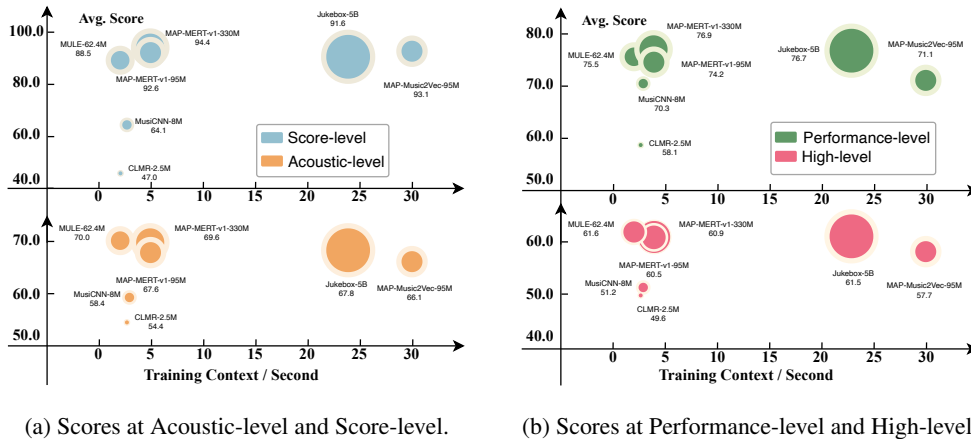 Avg. Score
100.0
80.0
60.0
40.0
MULE-62.4M
88.5
MAP-MERT-v1-330M
94.4
MAP-MERT-v1-95M
92.6
MusiCNN-8M
64.1
CLMR-2.5M
47.0
Jukebox-5B
91.6
MAP-Music2Vec-95M
93.1
Score-level
Acoustic-level
0 5 10 15 20 25 30
70.0
60.0
50.0
MULE-62.4M
70.0
MAP-MERT-v1-330M
69.6
MAP-MERT-v1-95M
67.6
MusiCNN-8M
58.4
CLMR-2.5M
54.4
Jukebox-5B
67.8
MAP-Music2Vec-95M
66.1
0 5 10 15 20 25 30
Training Context / Second
(a) Scores at Acoustic-level and Score-level.
Avg. Score
80.0
70.0
60.0
50.0
MULE-62.4M
75.5
MAP-MERT-v1-330M
76.9
MAP-MERT-v1-95M
74.2
MusiCNN-8M
70.3
CLMR-2.5M
58.1
Jukebox-5B
76.7
MAP-Music2Vec-95M
71.1
Performance-level
High-level
0 5 10 15 20 25 30
60.0
50.0
40.0
MULE-62.4M
61.6
MAP-MERT-v1-330M
60.9
MAP-MERT-v1-95M
60.5
MusiCNN-8M
51.2
CLMR-2.5M
49.6
Jukebox-5B
61.5
MAP-Music2Vec-95M
57.7
0 5 10 15 20 25 30
Training Context / Second
(b) Scores at Performance-level and High-level